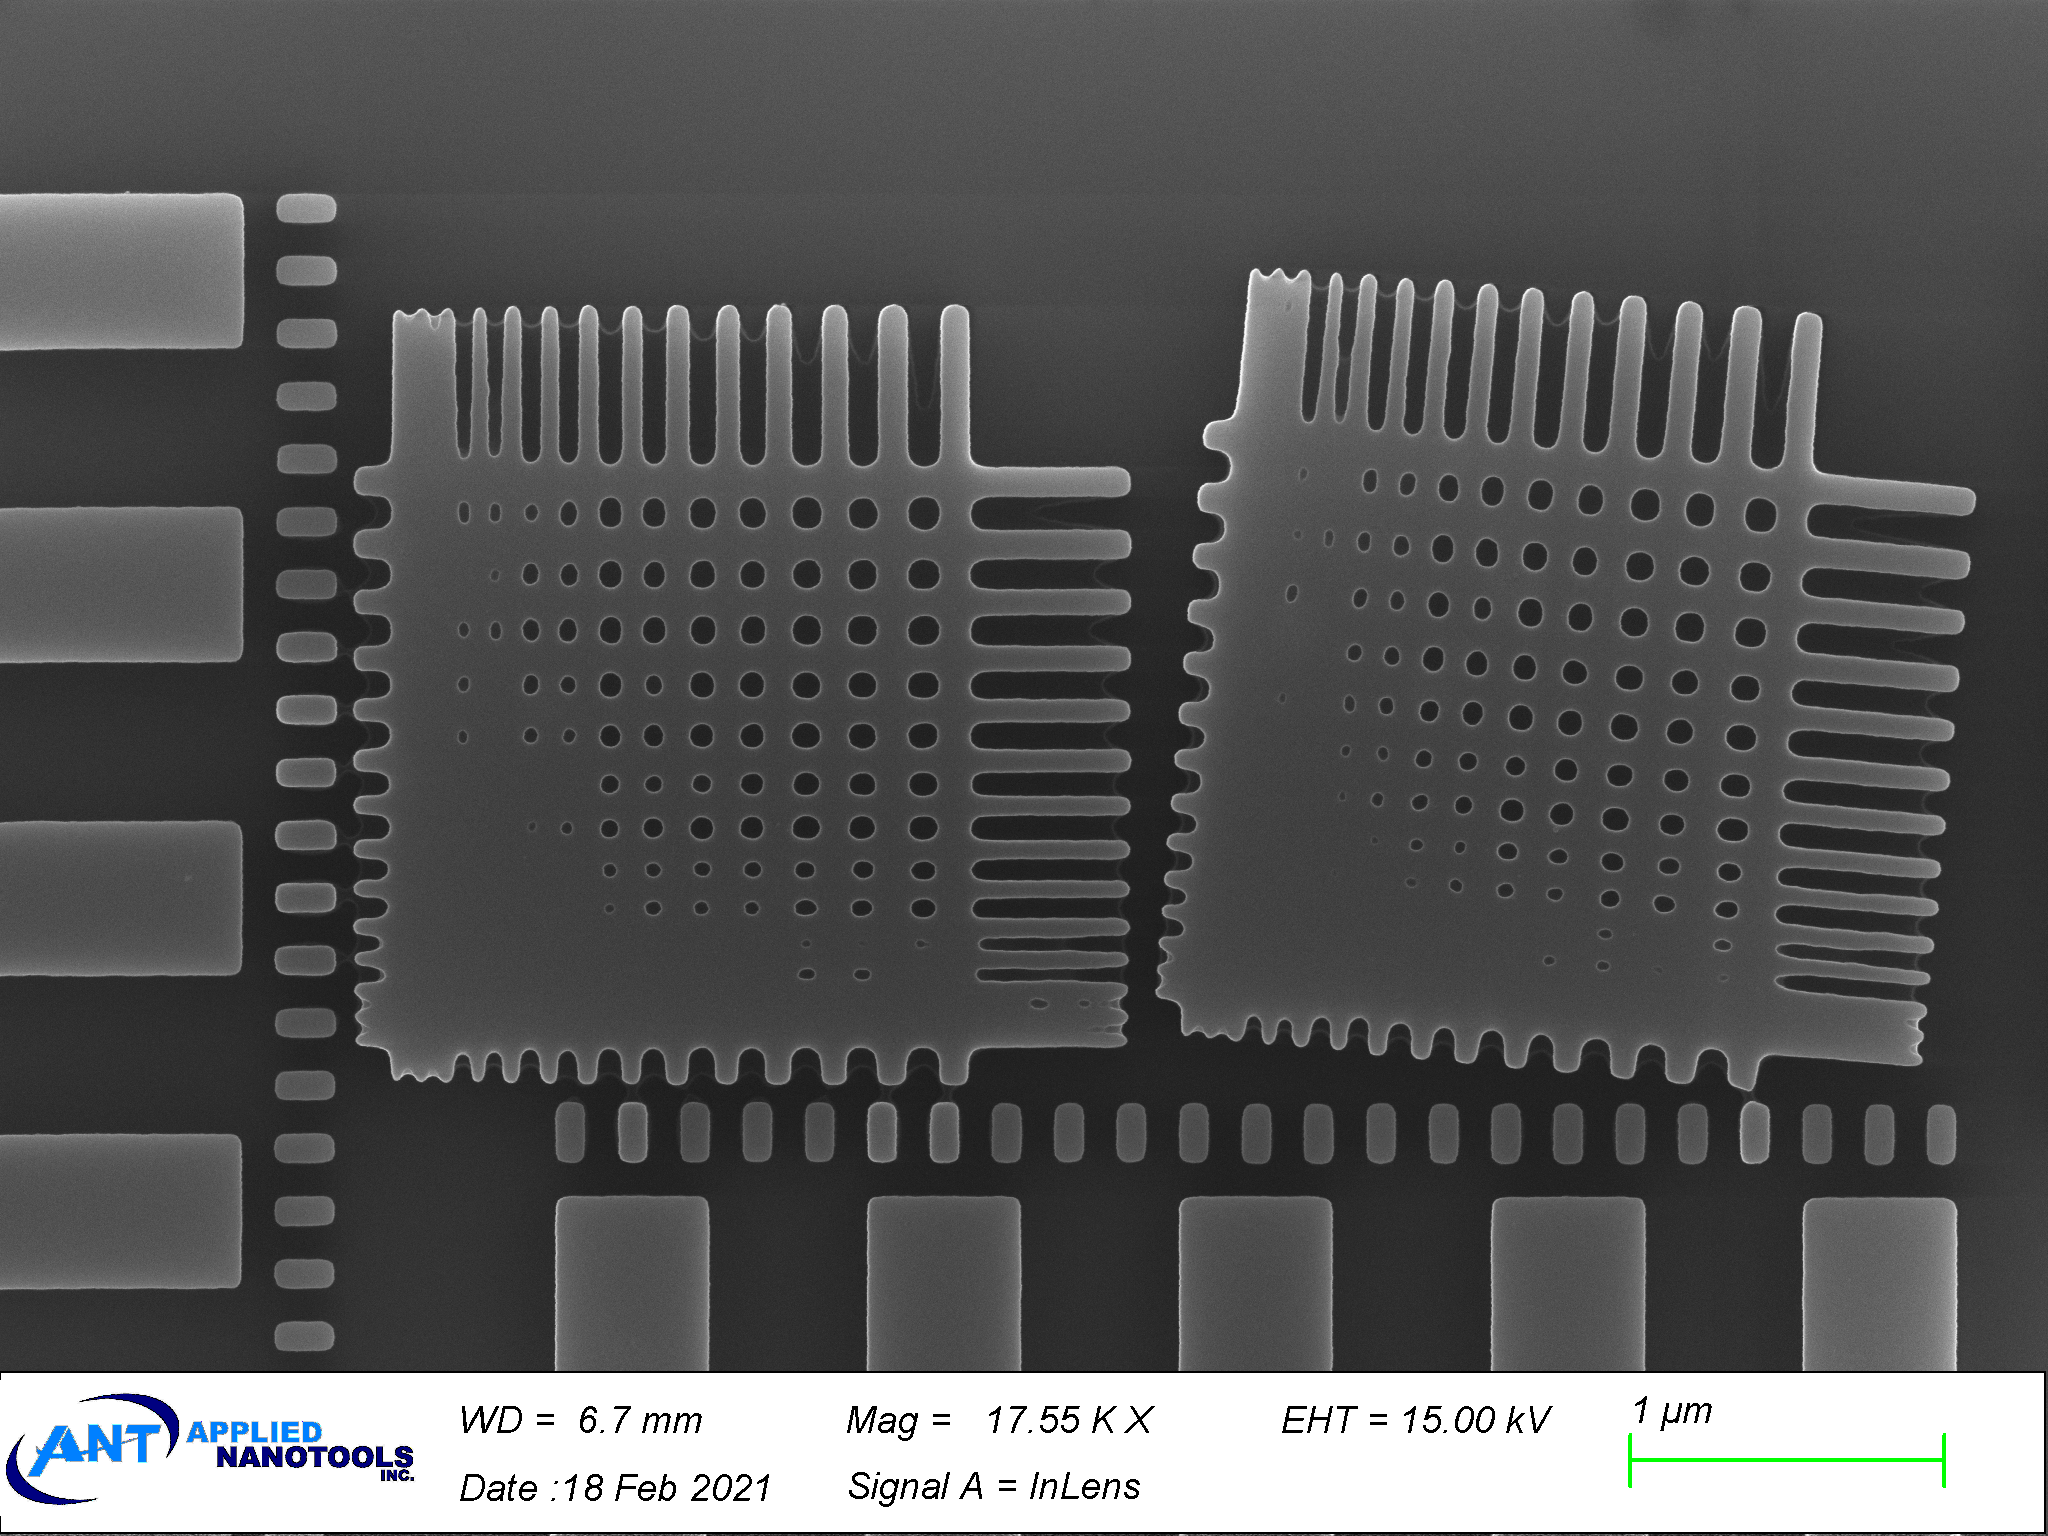 WD = 6.7 mm
Mag = 17.55 K X
EHT = 15.00 kV
1 µm
ANT APPLIED
NANOTOOLS
INC.
Date :18 Feb 2021
Signal A = InLens